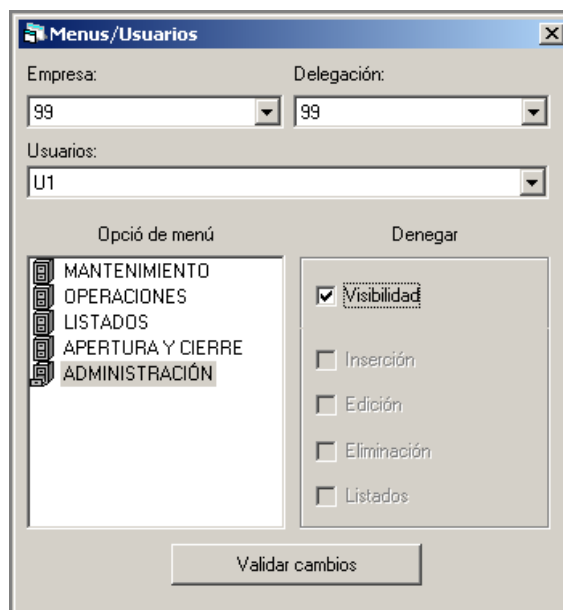 Menus/Usuarios
Empresa:
Delegación:
99
99
Usuarios:
U1
Opció de menú
Denegar
MANTENIMIENTO
OPERACIONES
LISTADOS
APERTURA Y CIERRE
ADMINISTRACIÓN
Visibilidad
Inserción
Edición
Eliminación
Listados
Validar cambios